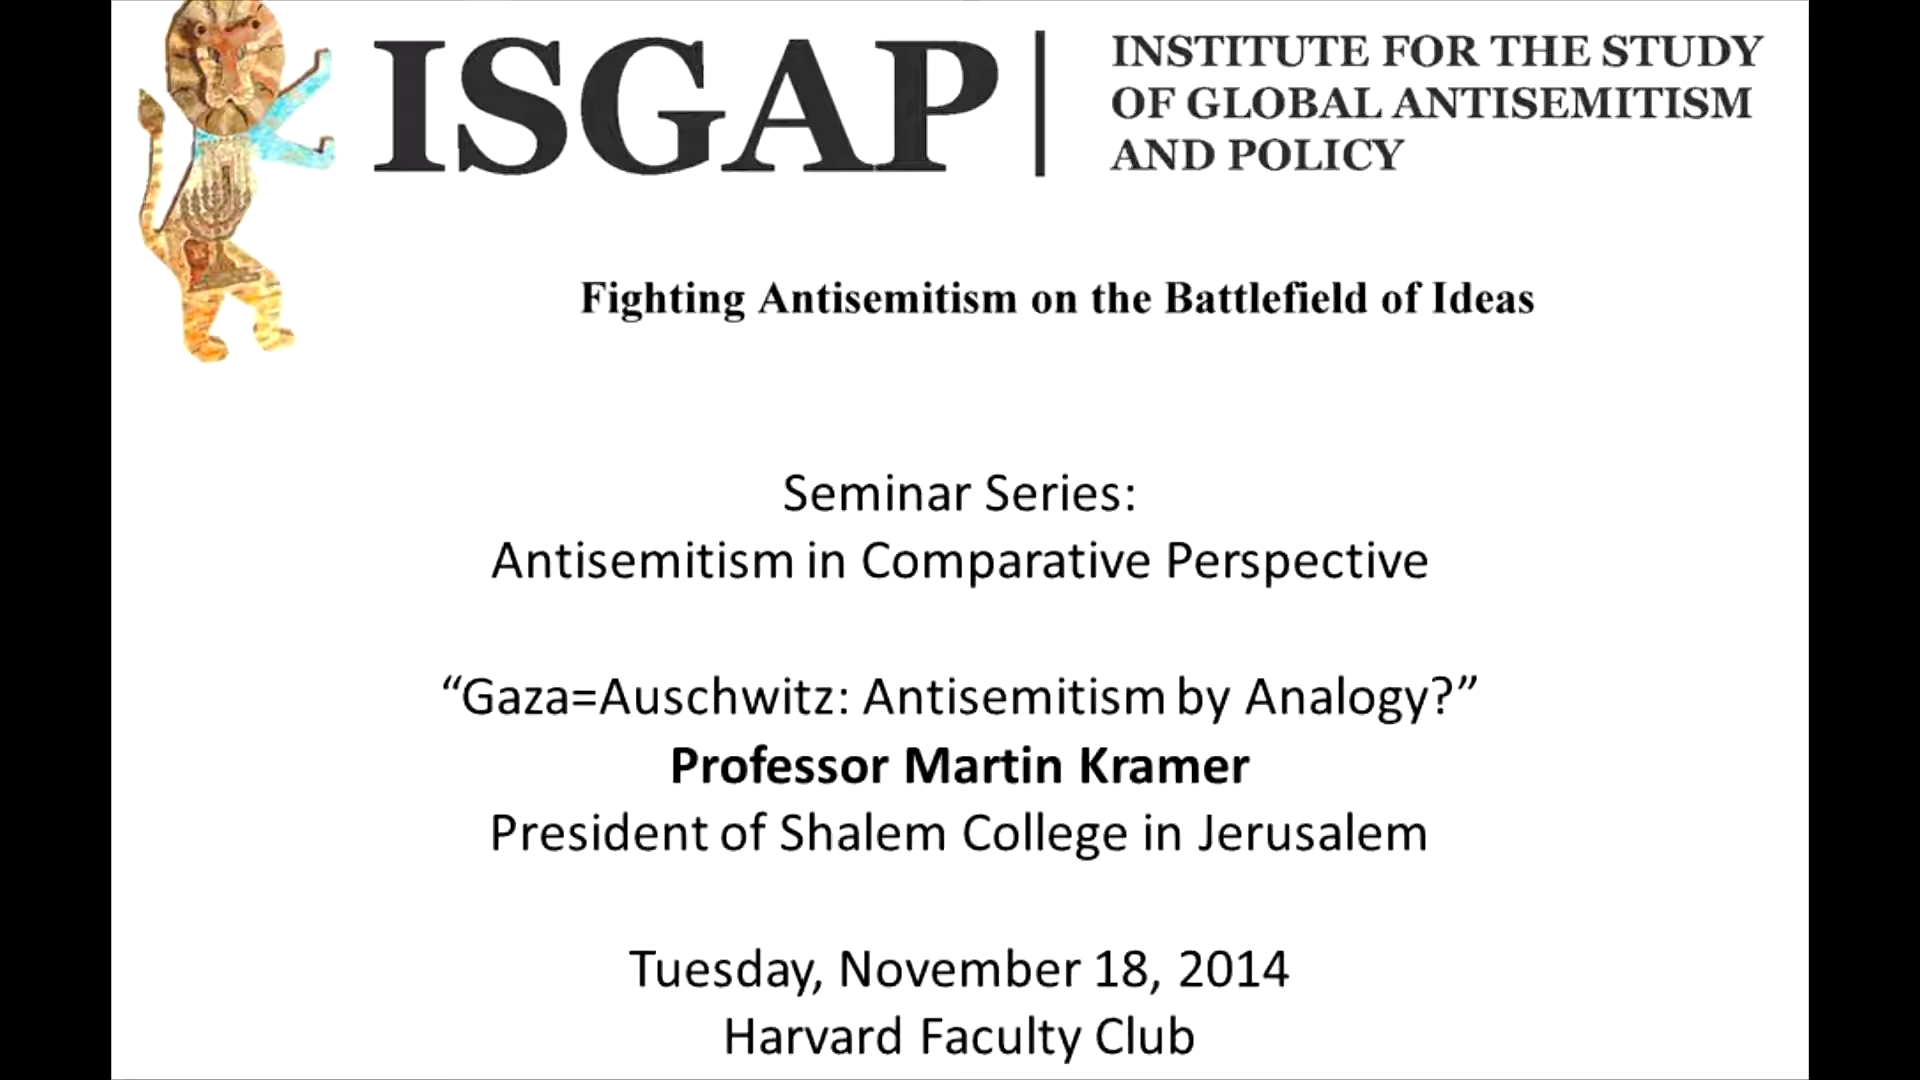 ISGAP
INSTITUTE FOR THE STUDY
OF GLOBAL ANTISEMITISM
AND POLICY
Fighting Antisemitism on the Battlefield of Ideas
Seminar Series:
Antisemitism in Comparative Perspective
“Gaza=Auschwitz: Antisemitism by Analogy?”
Professor Martin Kramer
President of Shalem College in Jerusalem
Tuesday, November 18, 2014
Harvard Faculty Club